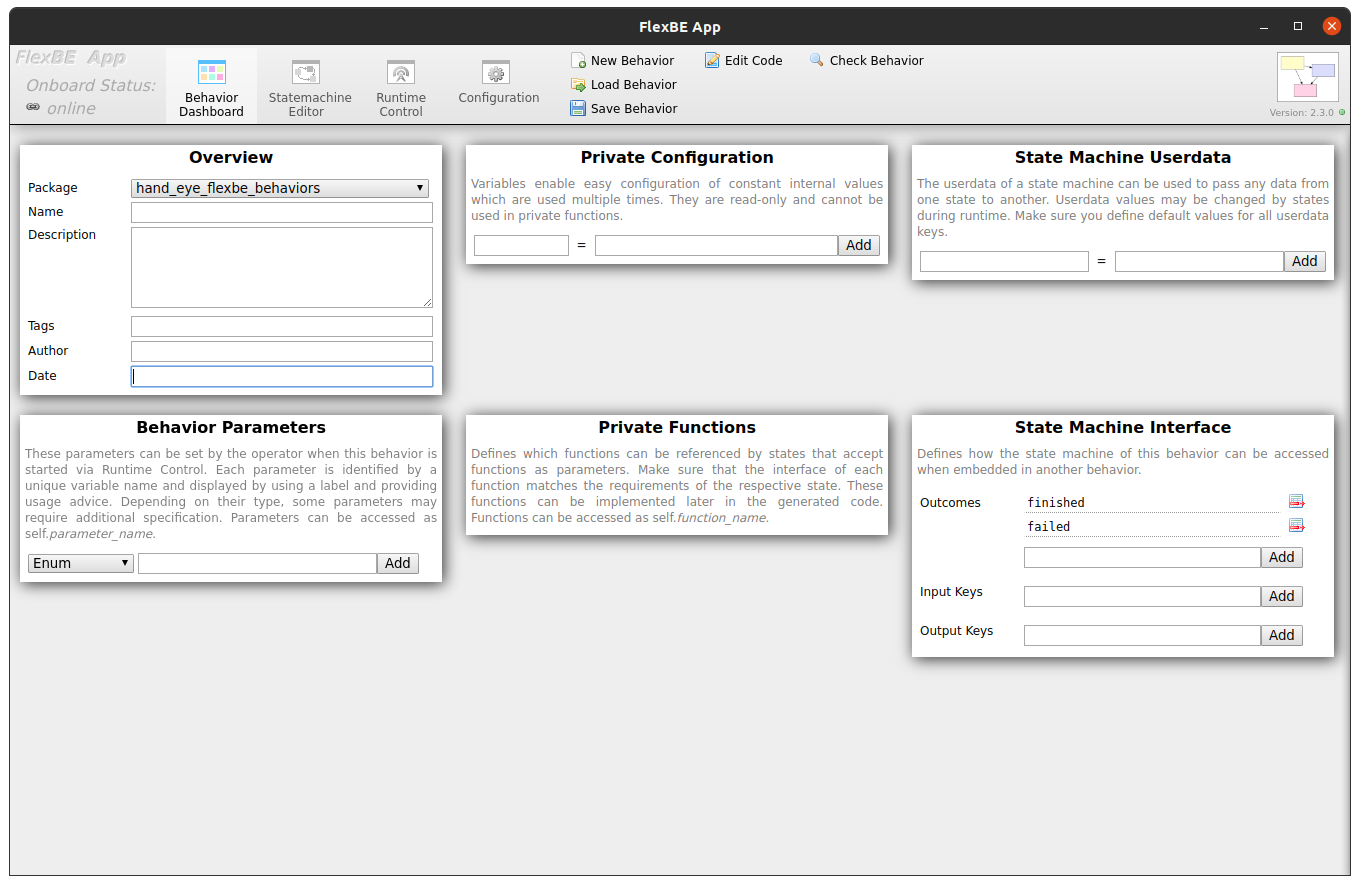 FlexBE App
FlexBE App
Onboard Status:
online
Behavior
Dashboard
Statemachine
Editor
Runtime
Control
Configuration
New Behavior
Load Behavior
Save Behavior
Edit Code
Check Behavior
Version: 2.3.0
Overview
Package hand_eye_flexbe_behaviors
Name
Description
Tags
Author
Date
Private Configuration
Variables enable easy configuration of constant internal values
which are used multiple times. They are read-only and cannot be
used in private functions.
= Add
State Machine Userdata
The userdata of a state machine can be used to pass any data from
one state to another. Userdata values may be changed by states
during runtime. Make sure you define default values for all userdata
keys.
= Add
Behavior Parameters
These parameters can be set by the operator when this behavior is
started via Runtime Control. Each parameter is identified by a
unique variable name and displayed by using a label and providing
usage advice. Depending on their type, some parameters may
require additional specification. Parameters can be accessed as
self.parameter_name.
Enum Add
Private Functions
Defines which functions can be referenced by states that accept
functions as parameters. Make sure that the interface of each
function matches the requirements of the respective state. These
functions can be implemented later in the generated code.
Functions can be accessed as self.function_name.
State Machine Interface
Defines how the state machine of this behavior can be accessed
when embedded in another behavior.
Outcomes finished
failed
Add
Input Keys Add
Output Keys Add